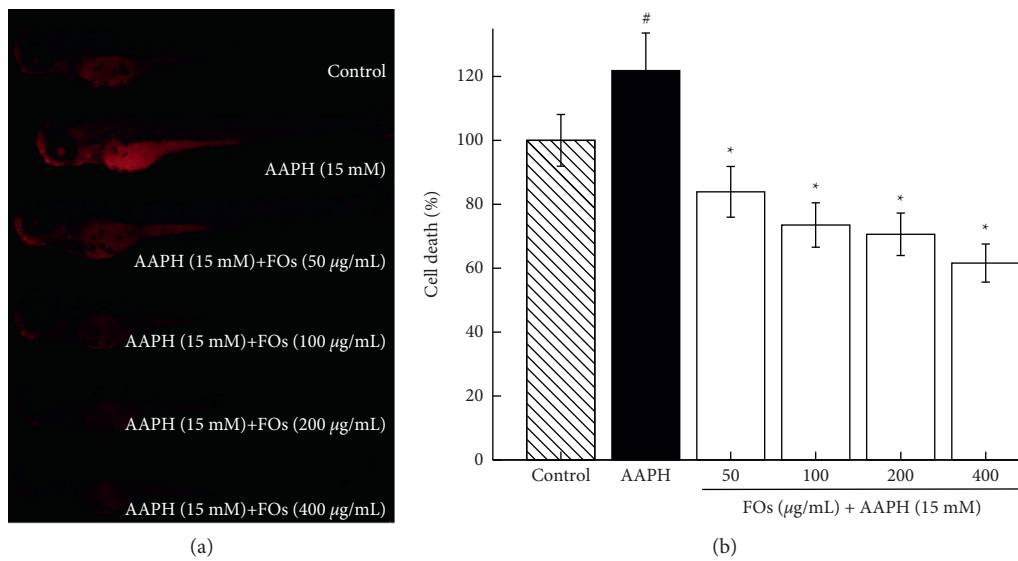 Control
AAPH (15 mM)
AAPH (15 mM)+FOs (50 μg/mL)
AAPH (15 mM)+FOs (100 μg/mL)
AAPH (15 mM)+FOs (200 μg/mL)
AAPH (15 mM)+FOs (400 μg/mL)
(a)
Cell death (%)
120
100
80
60
40
20
0
#
*
*
*
*
Control AAPH 50 100 200 400
FOs (μg/mL) + AAPH (15 mM)
(b)